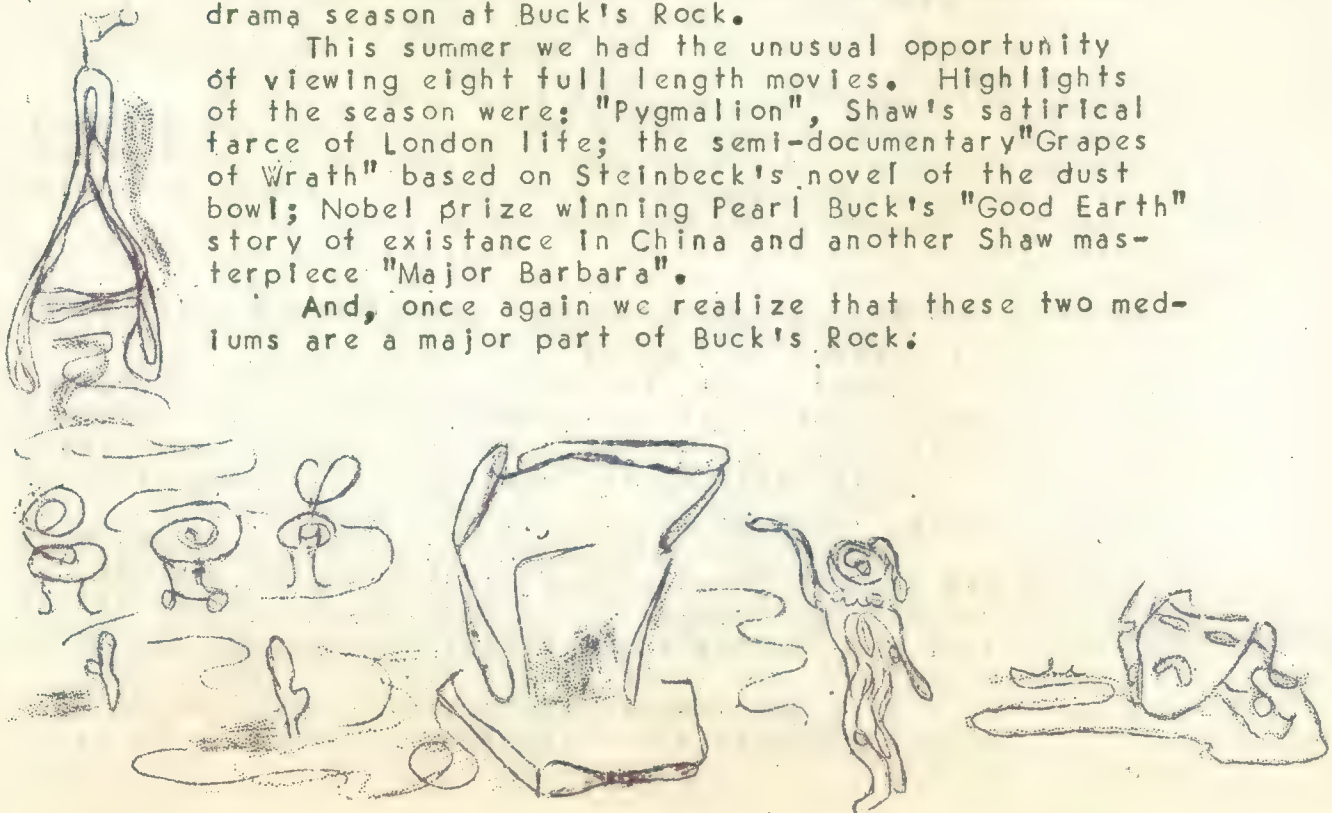 drama season at Buck's Rock.
This summer we had the unusual opportunity
of viewing eight full length movies. Highlights
of the season were: "Pygmalion", Shaw's satirical
farce of London life; the semi-documentary"Grapes
of Wrath" based on Steinbeck's novel of the dust
bowl; Nobel prize winning Pearl Buck's "Good Earth"
story of existance in China and another Shaw mas-
terpiece "Major Barbara".
And, once again we realize that these two med-
iums are a major part of Buck's Rock.